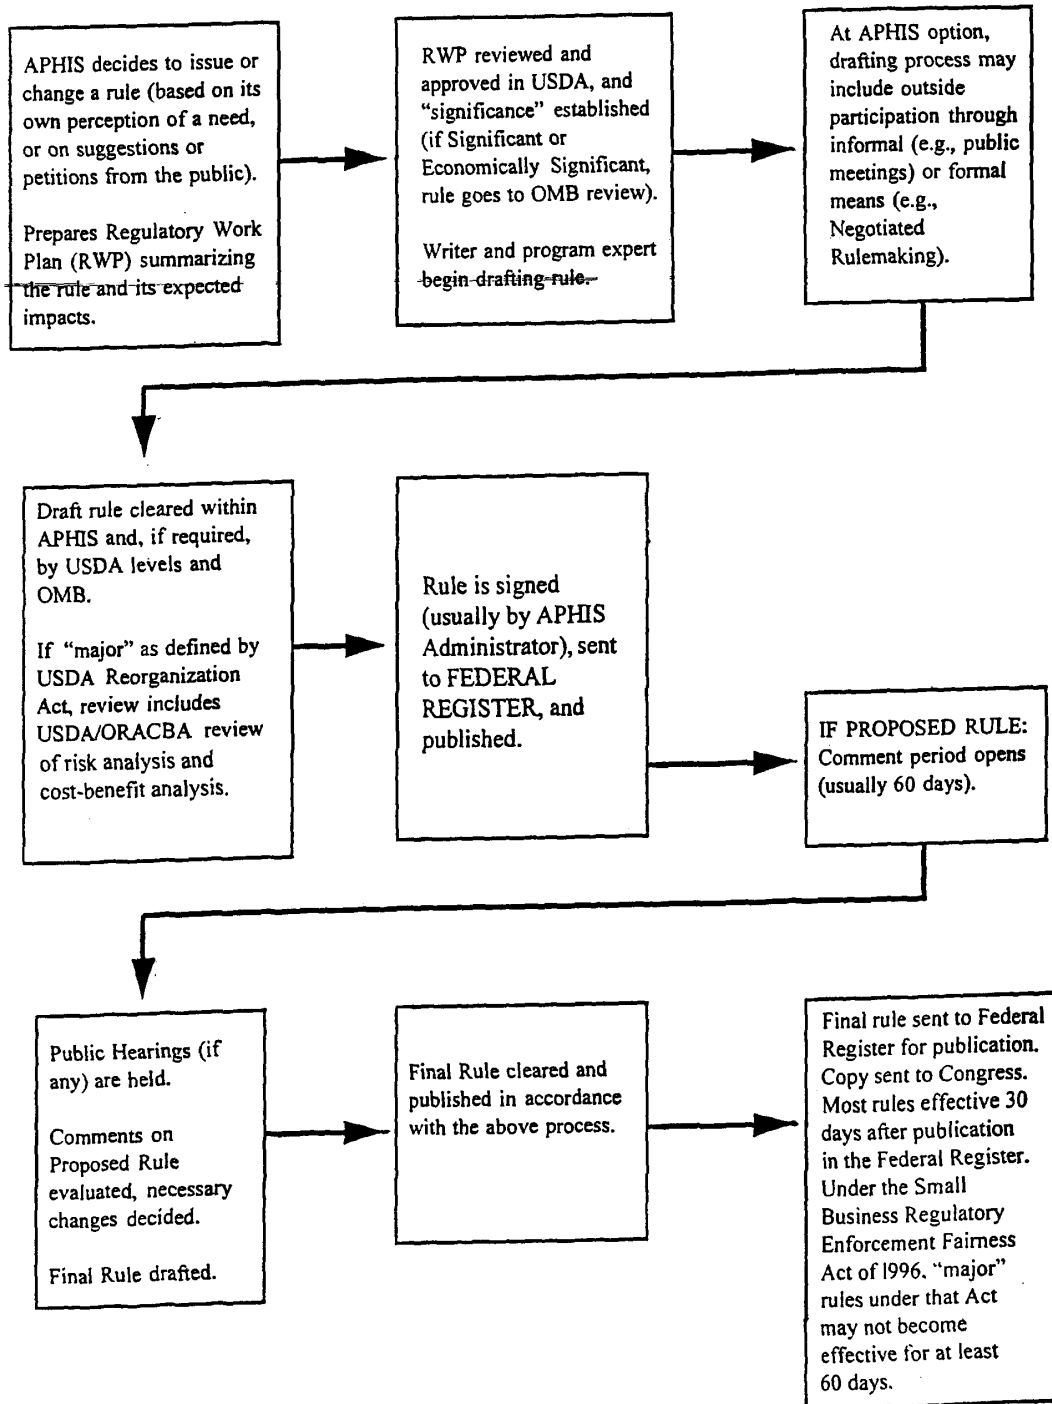 APHIS decides to issue or
change a rule (based on its
own perception of a need,
or on suggestions or
petitions from the public).
Prepares Regulatory Work
Plan (RWP) summarizing
the rule and its expected
impacts.
RWP reviewed and
approved in USDA, and
“significance” established
(if Significant or
Economically Significant,
rule goes to OMB review).
Writer and program expert
begin drafting rule.
At APHIS option,
drafting process may
include outside
participation through
informal (e.g., public
meetings) or formal
means (e.g.,
Negotiated
Rulemaking).
Draft rule cleared within
APHIS and, if required,
by USDA levels and
OMB.
If “major” as defined by
USDA Reorganization
Act, review includes
USDA/ORACBA review
of risk analysis and
cost-benefit analysis.
Rule is signed
(usually by APHIS
Administrator), sent
to FEDERAL
REGISTER, and
published.
IF PROPOSED RULE:
Comment period opens
(usually 60 days).
Public Hearings (if
any) are held.
Comments on
Proposed Rule
evaluated, necessary
changes decided.
Final Rule drafted.
Final Rule cleared and
published in accordance
with the above process.
Final rule sent to Federal
Register for publication.
Copy sent to Congress.
Most rules effective 30
days after publication
in the Federal Register.
Under the Small
Business Regulatory
Enforcement Fairness
Act of 1996, “major”
rules under that Act
may not become
effective for at least
60 days.